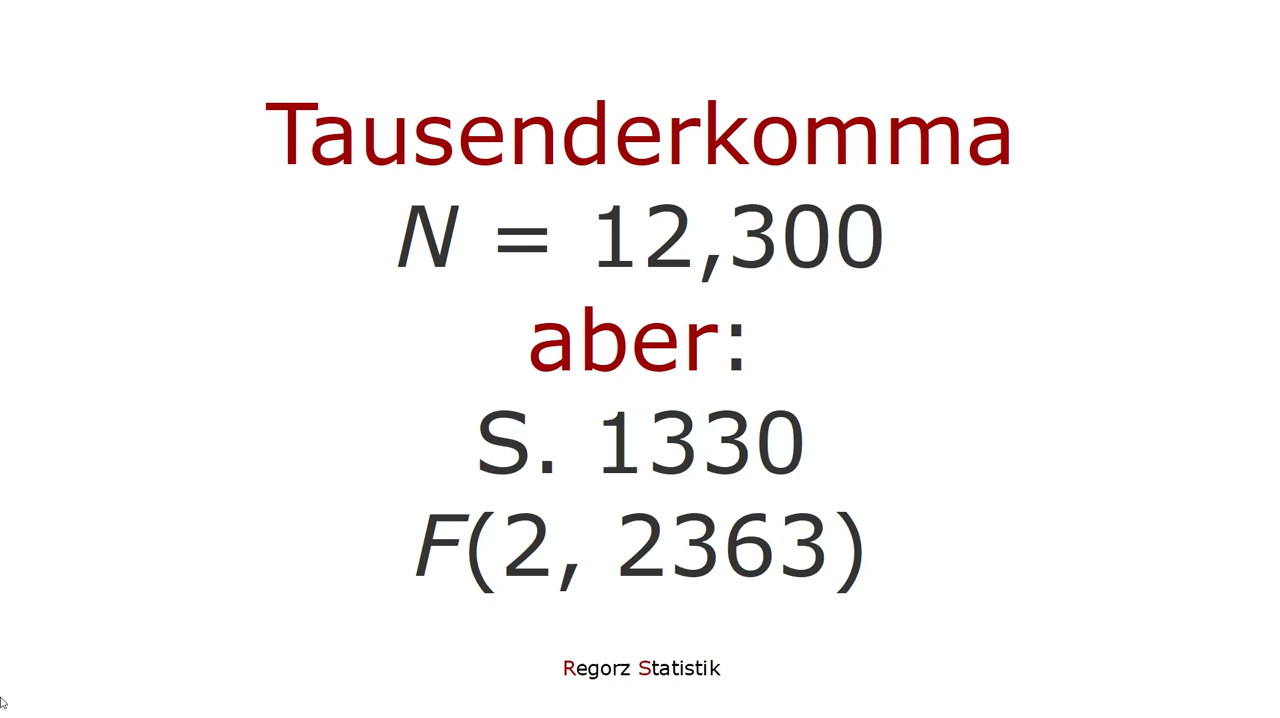 Tausenderkomma
N = 12,300
aber:
S. 1330
F(2, 2363)
Regorz Statistik